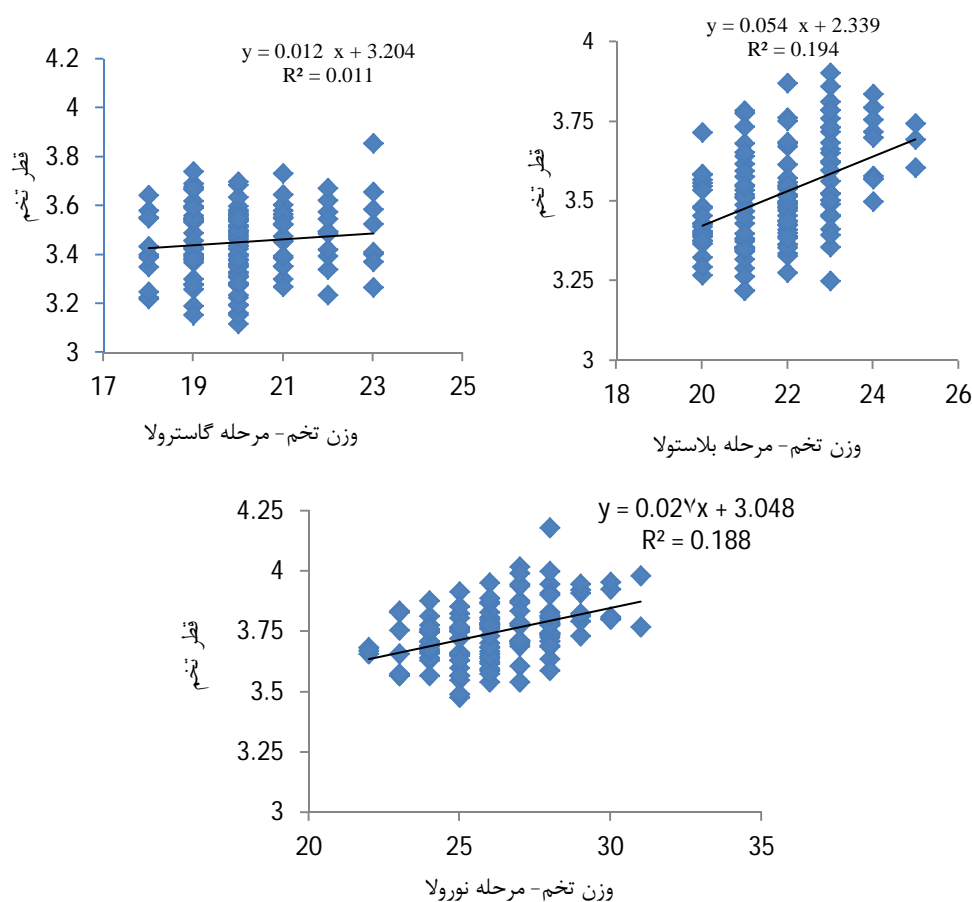 y = 0.012 x + 3.204
R² = 0.011
4.2
4
3.8
3.6
3.4
3.2
3
17 19 21 23 25
قطر تخم
وزن تخم- مرحله گاسترولا
y = 0.054 x + 2.339
R² = 0.194
4
3.75
3.5
3.25
3
18 20 22 24 26
قطر تخم
وزن تخم- مرحله بلاستولا
y = 0.02۷x + 3.048
R² = 0.188
4.25
4
3.75
3.5
3.25
3
20 25 30 35
قطر تخم
وزن تخم- مرحله نورولا